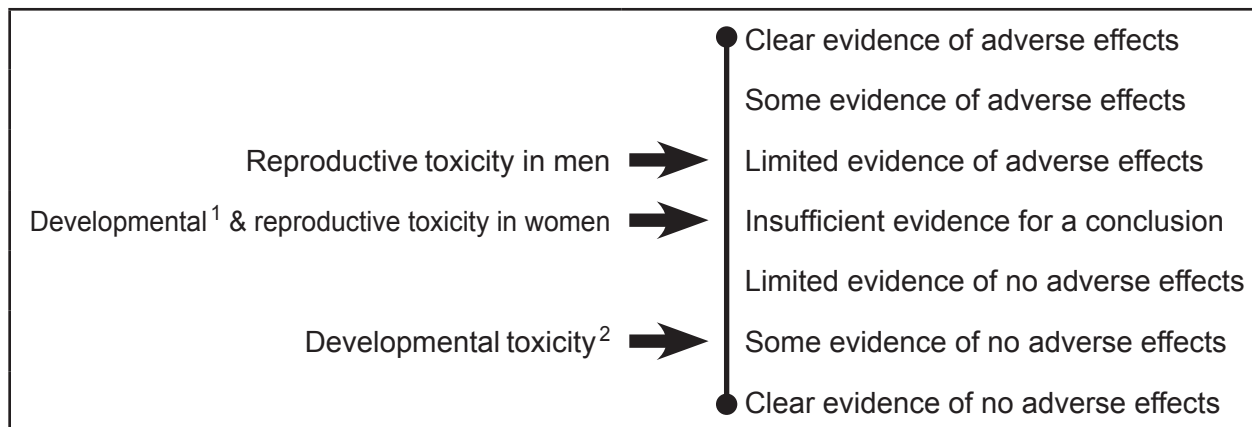 Clear evidence of adverse effects
Some evidence of adverse effects
Reproductive toxicity in men Limited evidence of adverse effects
Developmental1 & reproductive toxicity in women Insufficient evidence for a conclusion
Limited evidence of no adverse effects
Developmental toxicity2 Some evidence of no adverse effects
Clear evidence of no adverse effects